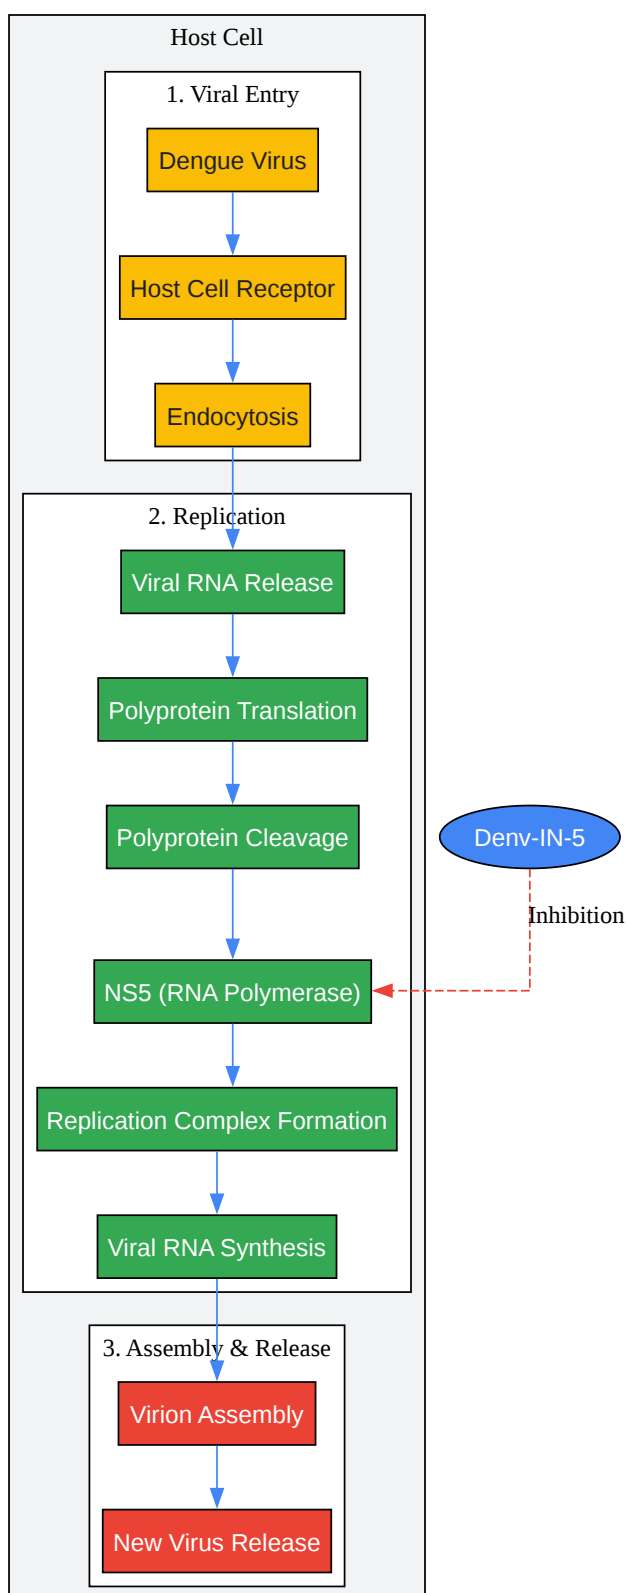 Host Cell
1. Viral Entry
Dengue Virus
Host Cell Receptor
Endocytosis
2. Replication
Viral RNA Release
Polyprotein Translation
Polyprotein Cleavage
Denv-IN-5
Inhibition
NS5 (RNA Polymerase)
Replication Complex Formation
Viral RNA Synthesis
3. Assembly & Release
Virion Assembly
New Virus Release